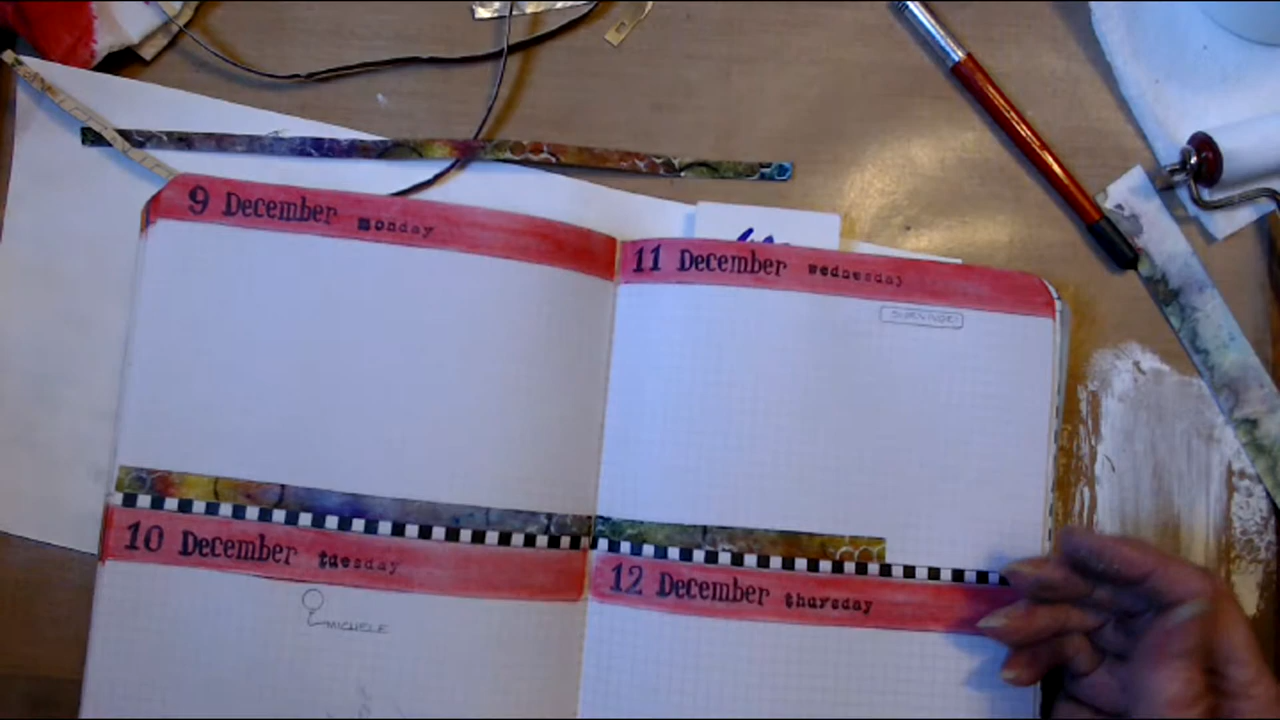 9 December monday
10 December tuesday
MICHELE
11 December wednesday
SURVIVOR!
12 December thursday